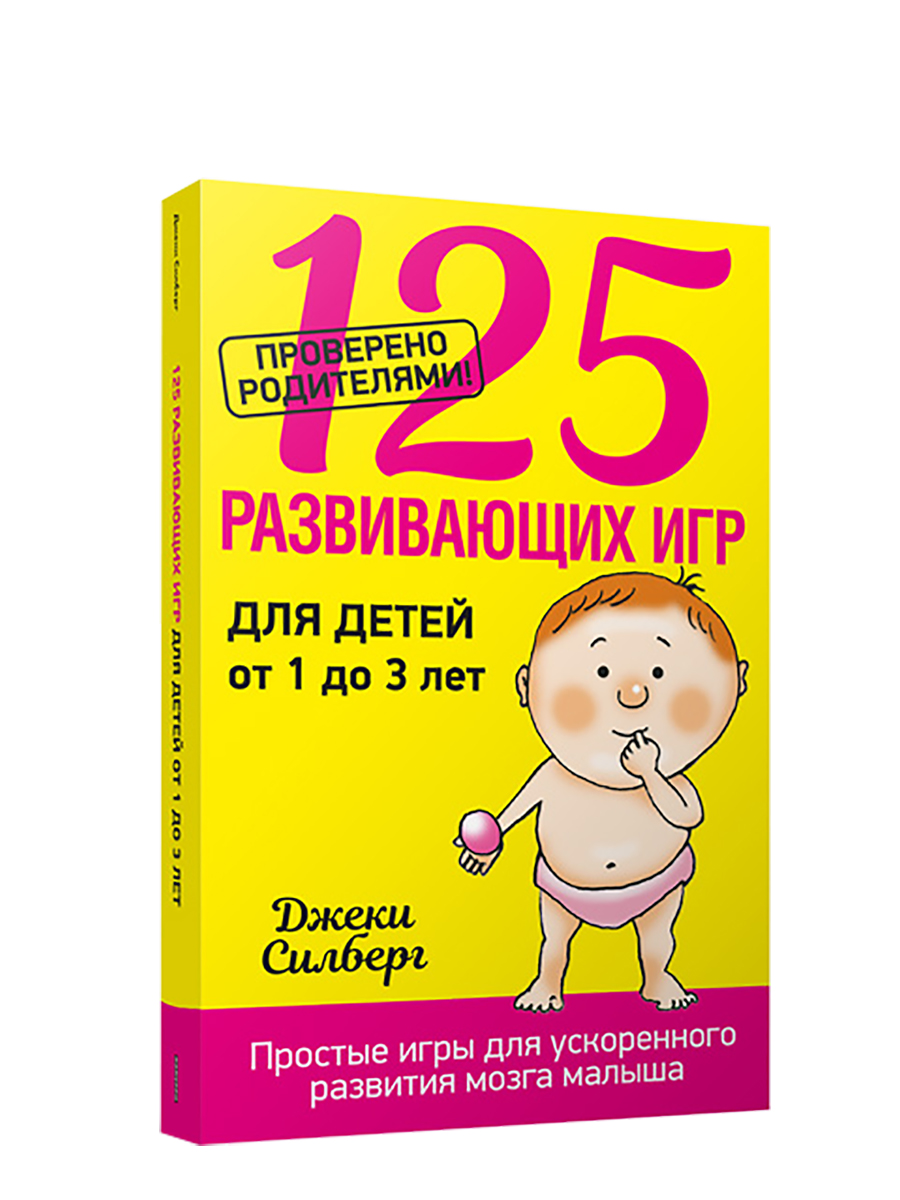 125
ПРОВЕРЕНО
РОДИТЕЛЯМИ!
РАЗВИВАЮЩИХ ИГР
ДЛЯ ДЕТЕЙ
от 1 до 3 лет
Джеки
Силберг
Простые игры для ускоренного
развития мозга малыша
Джеки Силберг
125 РАЗВИВАЮЩИХ ИГР ДЛЯ ДЕТЕЙ ОТ 1 ДО 3 ЛЕТ